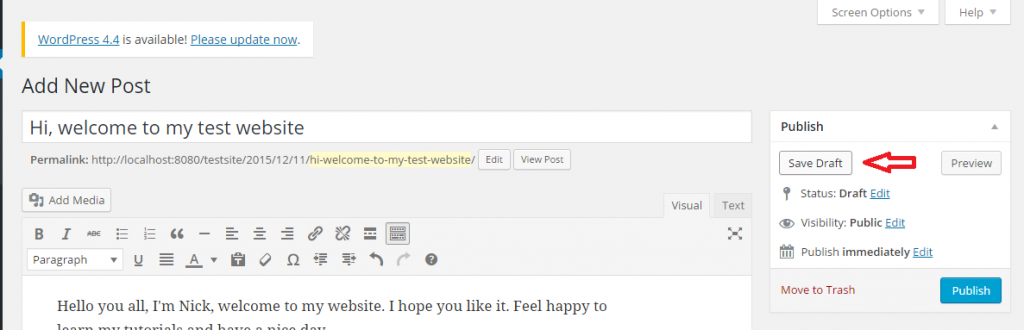 Screen Options Help
WordPress 4.4 is available! Please update now.
Add New Post
Hi, welcome to my test website
Permalink: http://localhost:8080/testsite/2015/12/11/hi-welcome-to-my-test-website/ Edit View Post
Add Media
Visual Text
B I ABC
Paragraph U A Ω ?
Hello you all, I'm Nick, welcome to my website. I hope you like it. Feel happy to
learn my tutorials and have a nice day
Publish
Save Draft Preview
Status: Draft Edit
Visibility: Public Edit
Publish immediately Edit
Move to Trash Publish